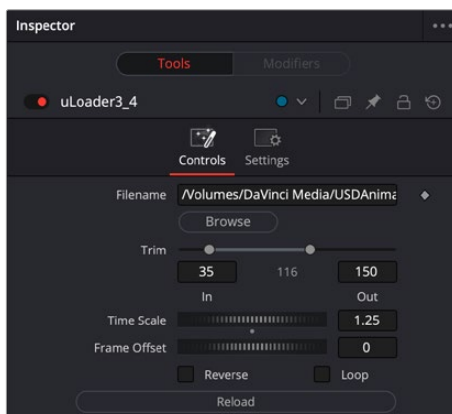 Inspector
Tools Modifiers
uLoader3_4
Controls Settings
Filename /Volumes/DaVinci Media/USDAnima
Browse
Trim
35 116 150
In Out
Time Scale 1.25
Frame Offset 0
Reverse Loop
Reload